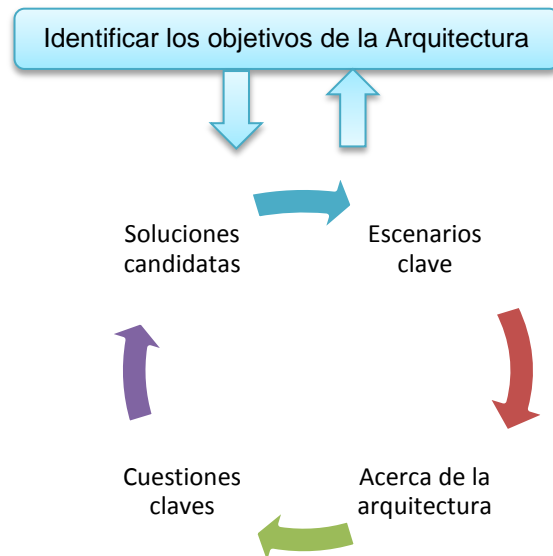 Identificar los objetivos de la Arquitectura
Soluciones
candidatas
Escenarios
clave
Cuestiones
claves
Acerca de la
arquitectura